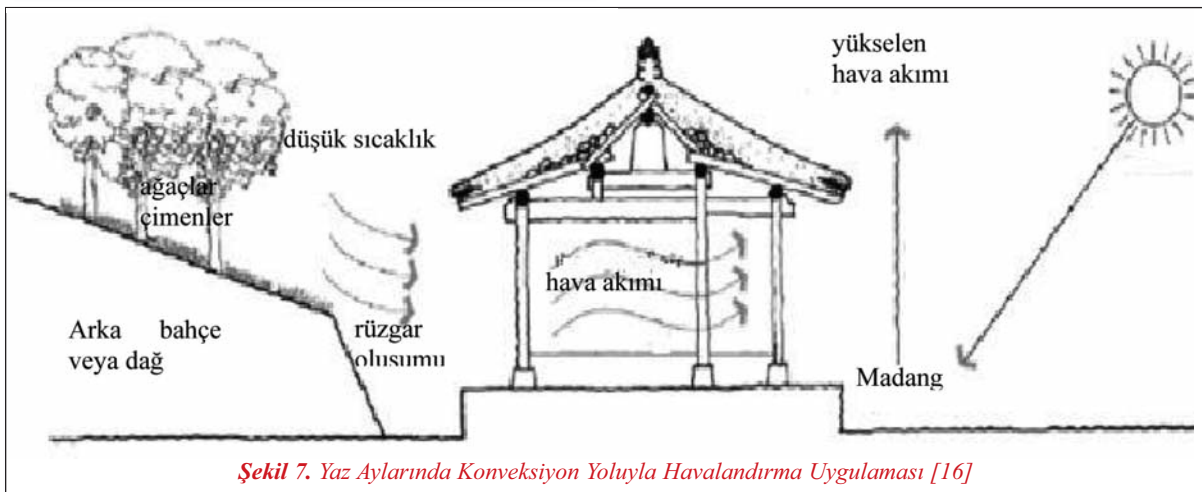 yükselen
hava akımı
düşük sıcaklık
ağaçlar
çimenler
hava akımı
Arka bahçe
veya dağ
rüzgar
oluşumu
Madang
Şekil 7. Yaz Aylarında Konveksiyon Yoluyla Havalandırma Uygulaması [16]